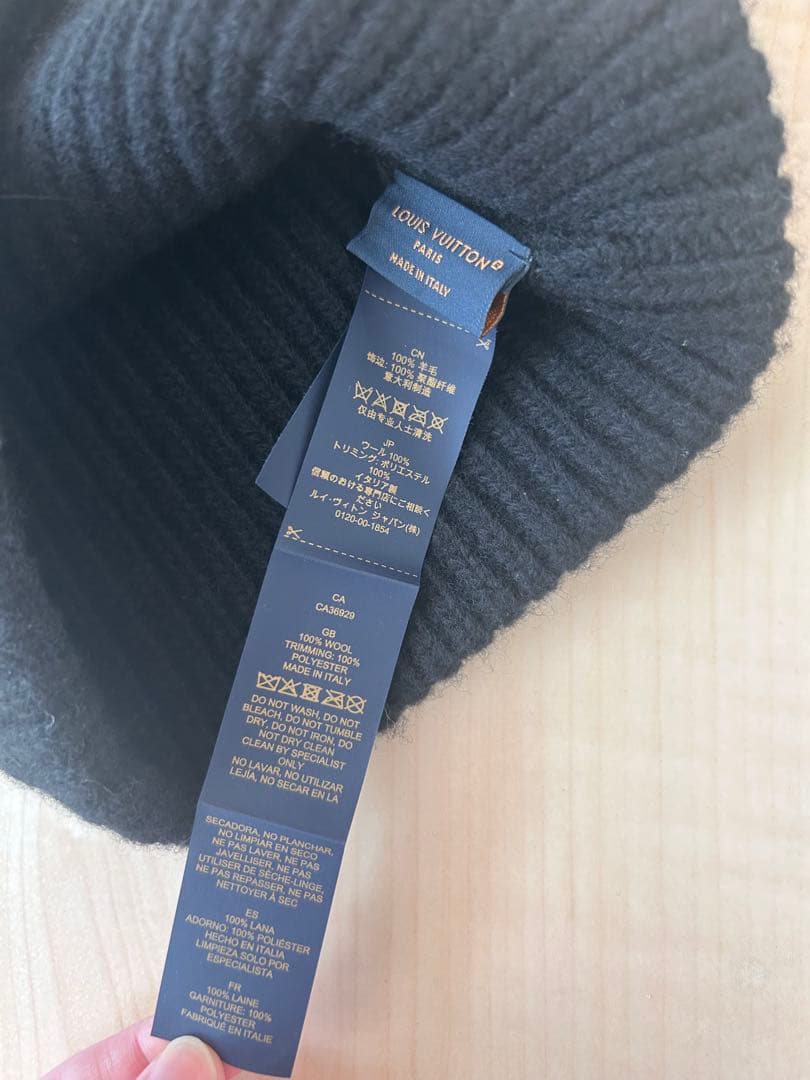 LOUIS VUITTON
PARIS
MADE IN ITALY
CN
100% 羊毛
饰边: 100% 聚酯纤维
意大利制造
仅由专业人士清洗
JP
ウール 100%
トリミング: ポリエステル
100%
イタリア製
信頼のおける専門店にご相談く
ださい
ルイ・ヴィトン ジャパン(株)
0120-00-1854
CA
CA36929
GB
100% WOOL
TRIMMING: 100%
POLYESTER
MADE IN ITALY
DO NOT WASH, DO NOT
BLEACH, DO NOT TUMBLE
DRY, DO NOT IRON, DO
NOT DRY CLEAN
CLEAN BY SPECIALIST
ONLY
NO LAVAR, NO UTILIZAR
LEJÍA, NO SECAR EN LA
SECADORA, NO PLANCHAR,
NO LIMPIAR EN SECO
NE PAS LAVER, NE PAS
JAVELLISER, NE PAS
UTILISER DE SÈCHE-LINGE,
NE PAS REPASSER, NE PAS
NETTOYER À SEC
ES
100% LANA
ADORNO: 100% POLIÉSTER
HECHO EN ITALIA
LIMPIEZA SOLO POR
ESPECIALISTA
FR
100% LAINE
GARNITURE: 100%
POLYESTER
FABRIQUÉ EN ITALIE